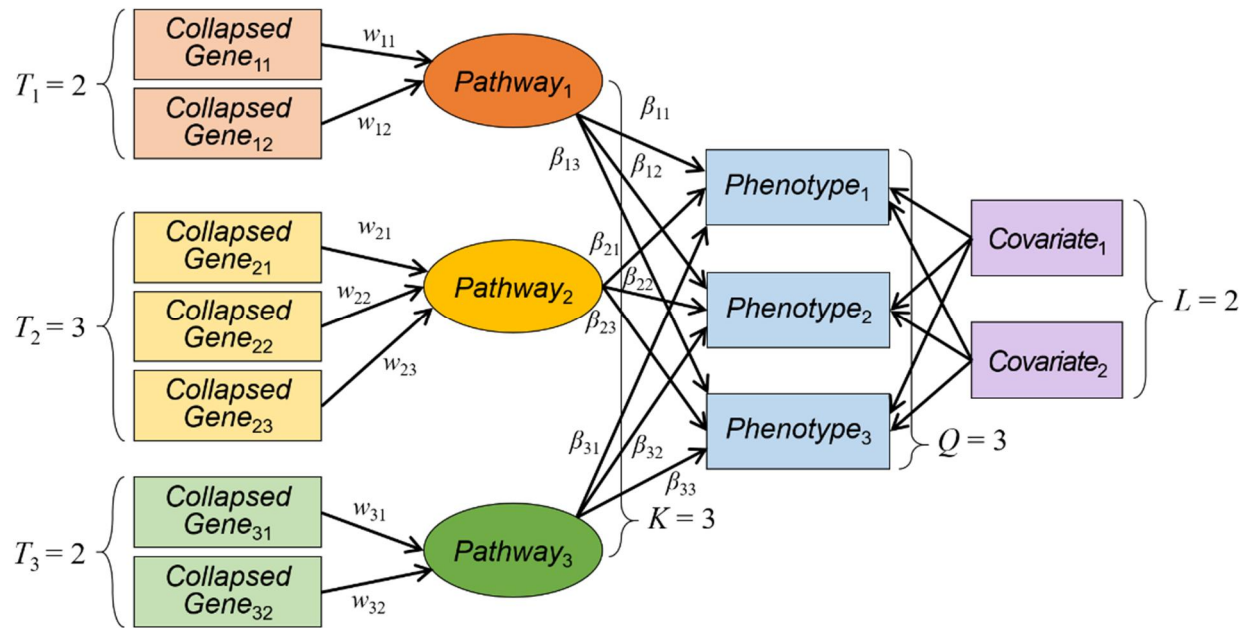 T₁ = 2
Collapsed
Gene₁₁
Collapsed
Gene₁₂
w₁₁
w₁₂
Pathway₁
T₂ = 3
Collapsed
Gene₂₁
Collapsed
Gene₂₂
Collapsed
Gene₂₃
w₂₁
w₂₂
w₂₃
Pathway₂
T₃ = 2
Collapsed
Gene₃₁
Collapsed
Gene₃₂
w₃₁
w₃₂
Pathway₃
β₁₁
β₁₂
β₁₃
β₂₁
β₂₂
β₂₃
β₃₁
β₃₂
β₃₃
K = 3
Phenotype₁
Phenotype₂
Phenotype₃
Q = 3
Covariate₁
Covariate₂
L = 2